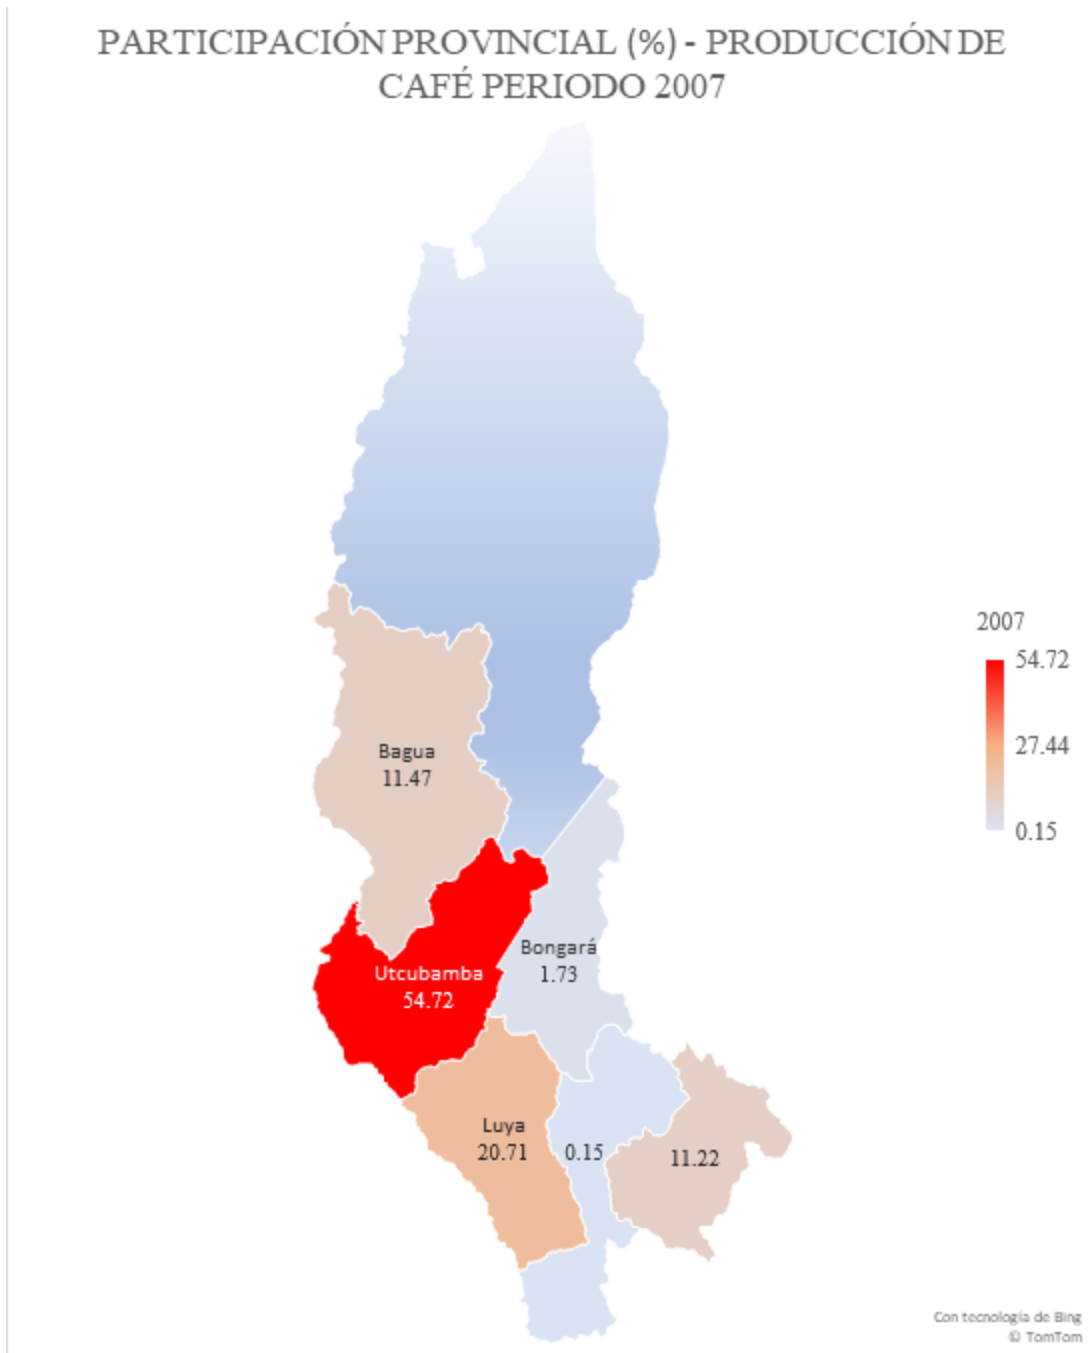 PARTICIPACIÓN PROVINCIAL (%) - PRODUCCIÓN DE
CAFÉ PERIODO 2007
2007
54.72
27.44
0.15
Bagua
11.47
Bongará
1.73
Utcubamba
54.72
Luya
20.71
0.15
11.22
Con tecnología de Bing
© TomTom